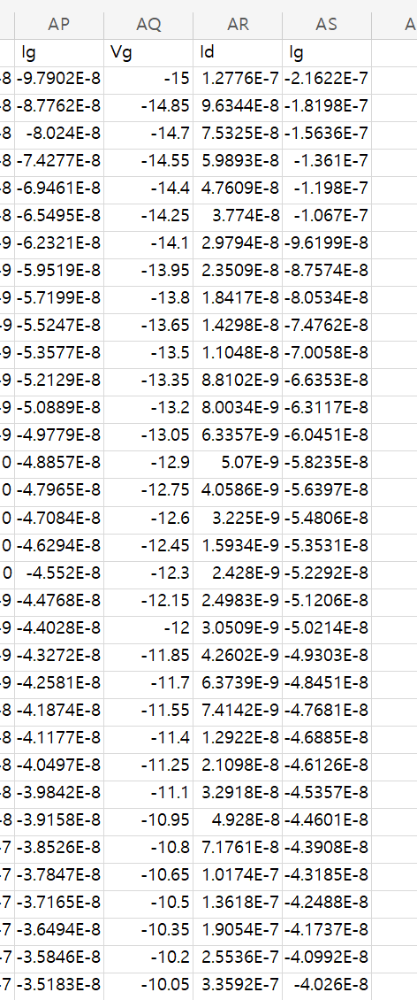 AP AQ AR AS A
Ig Vg Id Ig
-8 -9.7902E-8 -15 1.2776E-7 -2.1622E-7
-8 -8.7762E-8 -14.85 9.6344E-8 -1.8198E-7
-8 -8.024E-8 -14.7 7.5325E-8 -1.5636E-7
-8 -7.4277E-8 -14.55 5.9893E-8 -1.361E-7
-8 -6.9461E-8 -14.4 4.7609E-8 -1.198E-7
-8 -6.5495E-8 -14.25 3.774E-8 -1.067E-7
-9 -6.2321E-8 -14.1 2.9794E-8 -9.6199E-8
-9 -5.9519E-8 -13.95 2.3509E-8 -8.7574E-8
-9 -5.7199E-8 -13.8 1.8417E-8 -8.0534E-8
-9 -5.5247E-8 -13.65 1.4298E-8 -7.4762E-8
-9 -5.3577E-8 -13.5 1.1048E-8 -7.0058E-8
-9 -5.2129E-8 -13.35 8.8102E-9 -6.6353E-8
-9 -5.0889E-8 -13.2 8.0034E-9 -6.3117E-8
-9 -4.9779E-8 -13.05 6.3357E-9 -6.0451E-8
0 -4.8857E-8 -12.9 5.07E-9 -5.8235E-8
0 -4.7965E-8 -12.75 4.0586E-9 -5.6397E-8
0 -4.7084E-8 -12.6 3.225E-9 -5.4806E-8
0 -4.6294E-8 -12.45 1.5934E-9 -5.3531E-8
0 -4.552E-8 -12.3 2.428E-9 -5.2292E-8
-9 -4.4768E-8 -12.15 2.4983E-9 -5.1206E-8
-9 -4.4028E-8 -12 3.0509E-9 -5.0214E-8
-9 -4.3272E-8 -11.85 4.2602E-9 -4.9303E-8
-9 -4.2581E-8 -11.7 6.3739E-9 -4.8451E-8
-8 -4.1874E-8 -11.55 7.4142E-9 -4.7681E-8
-8 -4.1177E-8 -11.4 1.2922E-8 -4.6885E-8
-8 -4.0497E-8 -11.25 2.1098E-8 -4.6126E-8
-8 -3.9842E-8 -11.1 3.2918E-8 -4.5357E-8
-8 -3.9158E-8 -10.95 4.928E-8 -4.4601E-8
-7 -3.8526E-8 -10.8 7.1761E-8 -4.3908E-8
-7 -3.7847E-8 -10.65 1.0174E-7 -4.3185E-8
-7 -3.7165E-8 -10.5 1.3618E-7 -4.2488E-8
-7 -3.6494E-8 -10.35 1.9054E-7 -4.1737E-8
-7 -3.5846E-8 -10.2 2.5536E-7 -4.0992E-8
-7 -3.5183E-8 -10.05 3.3592E-7 -4.026E-8